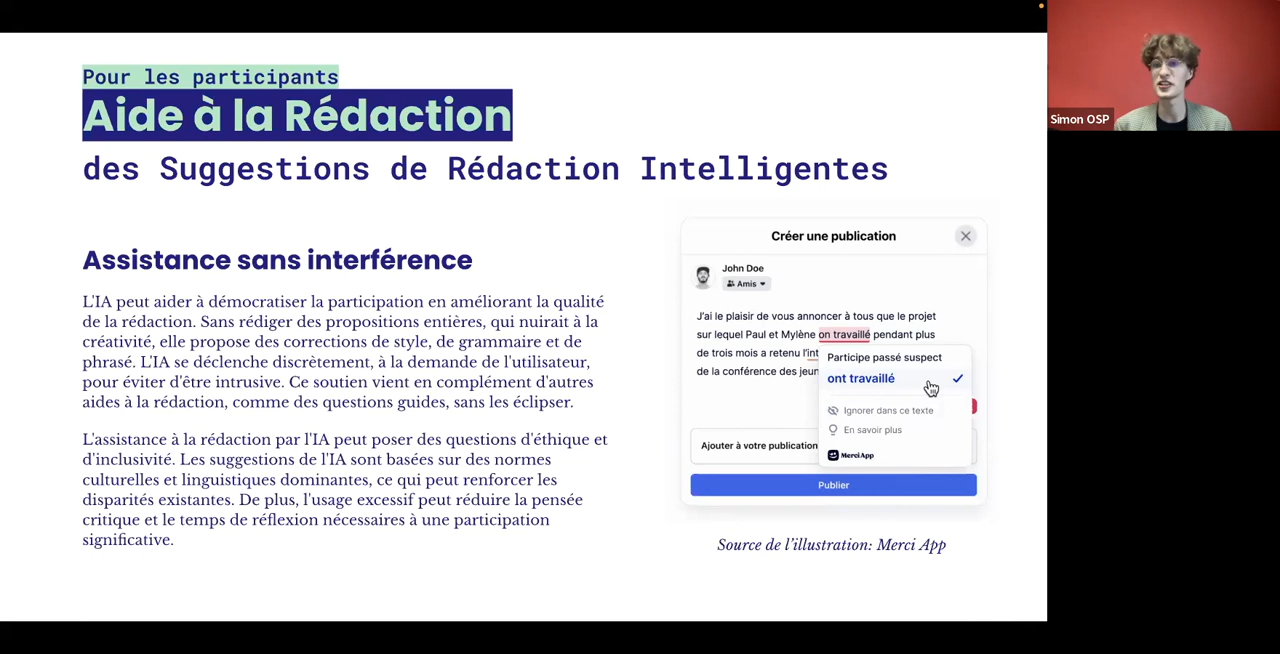 Pour les participants
Aide à la Rédaction
des Suggestions de Rédaction Intelligentes
Assistance sans interférence
L'IA peut aider à démocratiser la participation en améliorant la qualité
de la rédaction. Sans rédiger des propositions entières, qui nuirait à la
créativité, elle propose des corrections de style, de grammaire et de
phrasé. L'IA se déclenche discrètement, à la demande de l'utilisateur,
pour éviter d'être intrusive. Ce soutien vient en complément d'autres
aides à la rédaction, comme des questions guides, sans les éclipser.
L'assistance à la rédaction par l'IA peut poser des questions d'éthique et
d'inclusivité. Les suggestions de l'IA sont basées sur des normes
culturelles et linguistiques dominantes, ce qui peut renforcer les
disparités existantes. De plus, l'usage excessif peut réduire la pensée
critique et le temps de réflexion nécessaires à une participation
significative.
Créer une publication
John Doe
Amis
J'ai le plaisir de vous annoncer à tous que le projet
sur lequel Paul et Mylène on travaillé pendant plus
de trois mois a retenu l'int
de la conférence des jeun
Participe passé suspect
ont travaillé
Ignorer dans ce texte
En savoir plus
MerciApp
Ajouter à votre publication
Publier
Source de l'illustration: Merci App
Simon OSP